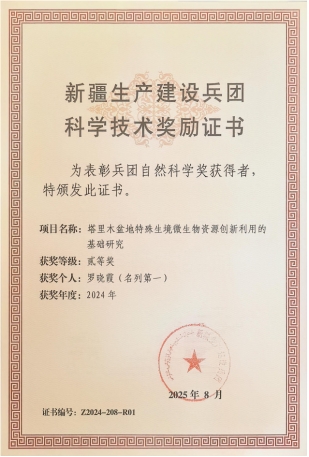 新疆生产建设兵团
科学技术奖励证书
为表彰兵团自然科学奖获得者，
特颁发此证书。
项目名称：塔里木盆地特殊生境微生物资源创新利用的
基础研究
获奖等级：贰等奖
获奖个人：罗晓霞（名列第一）
获奖年度：2024 年
2025 年 8 月
证书编号：Z2024-208-R01